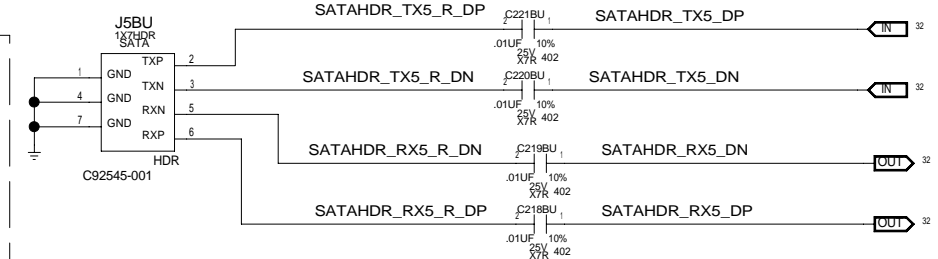 SATAHDR_TX5_R_DP
C221BU
SATAHDR_TX5_DP
IN
32
2
1
.01UF
10%
25V
X7R
402
J5BU
1X7HDR
SATA
TXP
2
1
GND
TXN
3
4
GND
RXN
5
7
GND
RXP
6
HDR
C92545-001
SATAHDR_TX5_R_DN
C220BU
SATAHDR_TX5_DN
IN
32
2
1
.01UF
10%
25V
X7R
402
SATAHDR_RX5_R_DN
C219BU
SATAHDR_RX5_DN
OUT
32
2
1
.01UF
10%
25V
X7R
402
SATAHDR_RX5_R_DP
C218BU
SATAHDR_RX5_DP
OUT
32
2
1
.01UF
10%
25V
X7R
402